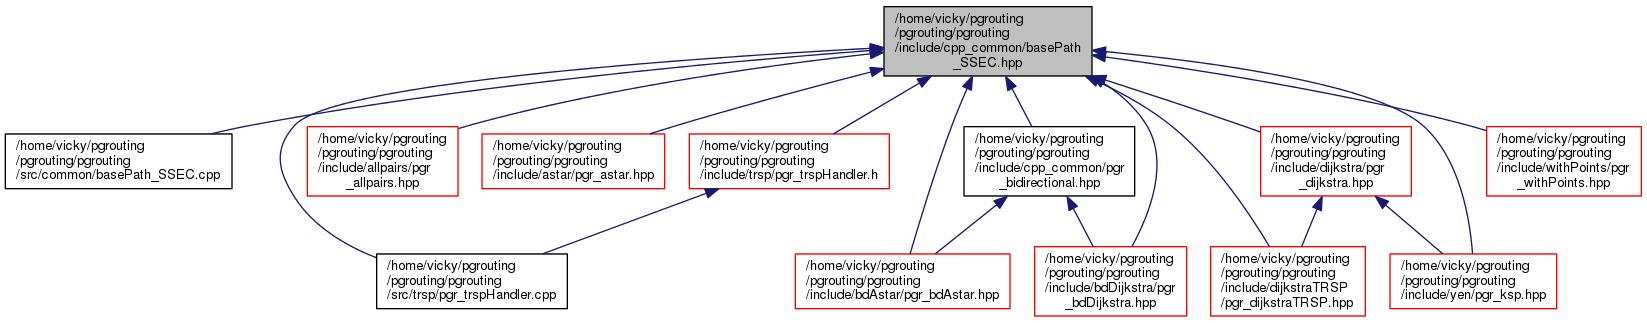 /home/vicky/pgrouting
/pgrouting/pgrouting
/include/cpp_common/basePath
_SSEC.hpp
/home/vicky/pgrouting
/pgrouting/pgrouting
/src/common/basePath_SSEC.cpp
/home/vicky/pgrouting
/pgrouting/pgrouting
/include/allpairs/pgr
_allpairs.hpp
/home/vicky/pgrouting
/pgrouting/pgrouting
/include/astar/pgr_astar.hpp
/home/vicky/pgrouting
/pgrouting/pgrouting
/include/trsp/pgr_trspHandler.h
/home/vicky/pgrouting
/pgrouting/pgrouting
/include/cpp_common/pgr
_bidirectional.hpp
/home/vicky/pgrouting
/pgrouting/pgrouting
/include/dijkstra/pgr
_dijkstra.hpp
/home/vicky/pgrouting
/pgrouting/pgrouting
/include/withPoints/pgr
_withPoints.hpp
/home/vicky/pgrouting
/pgrouting/pgrouting
/src/trsp/pgr_trspHandler.cpp
/home/vicky/pgrouting
/pgrouting/pgrouting
/include/bdAstar/pgr_bdAstar.hpp
/home/vicky/pgrouting
/pgrouting/pgrouting
/include/bdDijkstra/pgr
_bdDijkstra.hpp
/home/vicky/pgrouting
/pgrouting/pgrouting
/include/dijkstraTRSP
/pgr_dijkstraTRSP.hpp
/home/vicky/pgrouting
/pgrouting/pgrouting
/include/yen/pgr_ksp.hpp